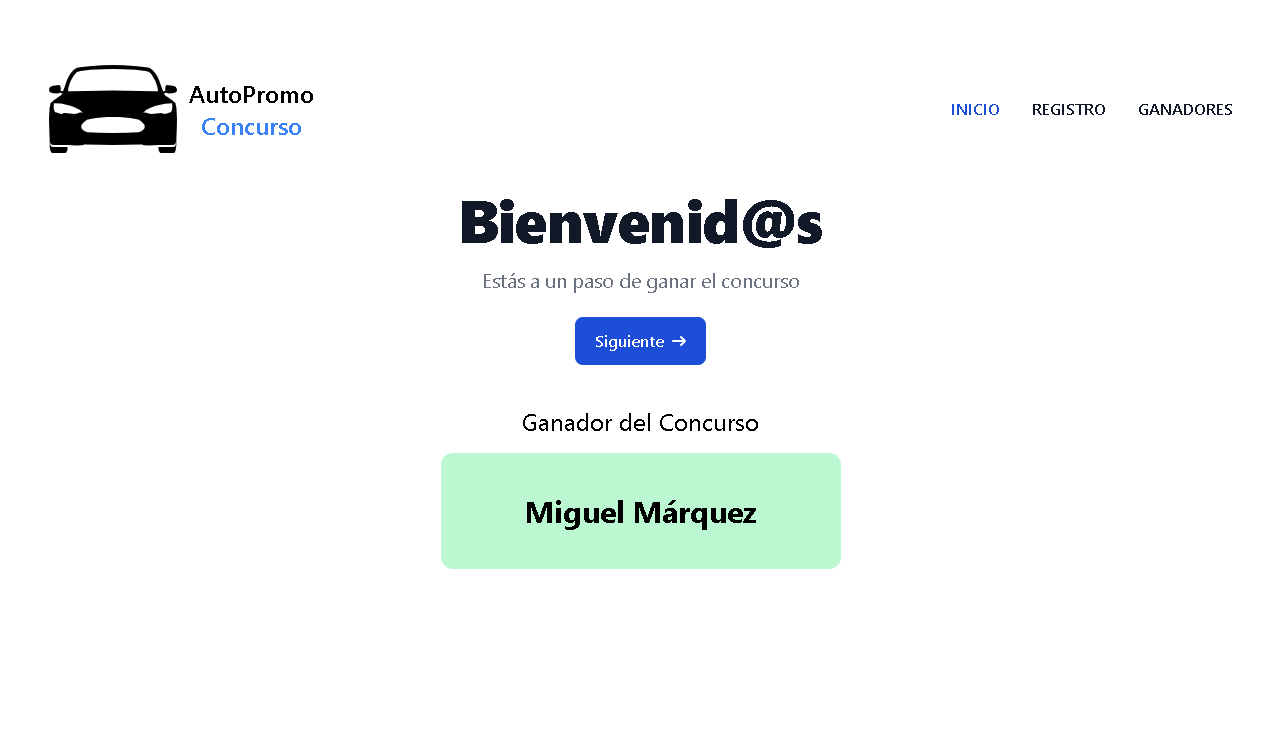 AutoPromo
Concurso
INICIO REGISTRO GANADORES
Bienvenid@s
Estás a un paso de ganar el concurso
Siguiente →
Ganador del Concurso
Miguel Márquez